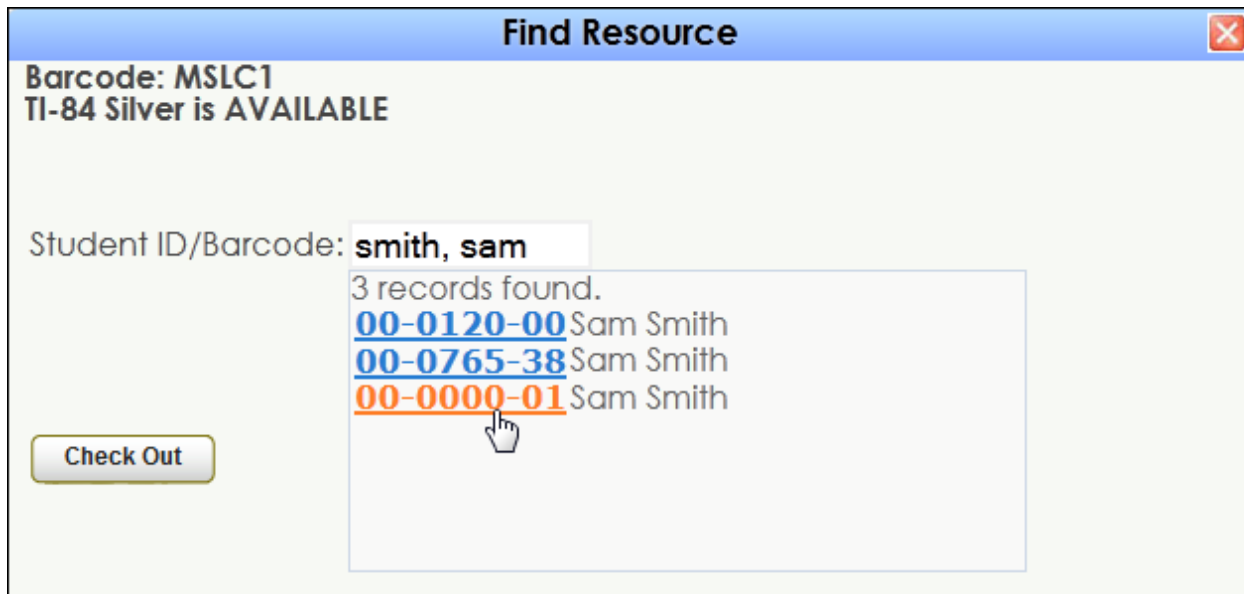 Find Resource
Barcode: MSLC1
TI-84 Silver is AVAILABLE
Student ID/Barcode: smith, sam
3 records found.
00-0120-00 Sam Smith
00-0765-38 Sam Smith
00-0000-01 Sam Smith
Check Out